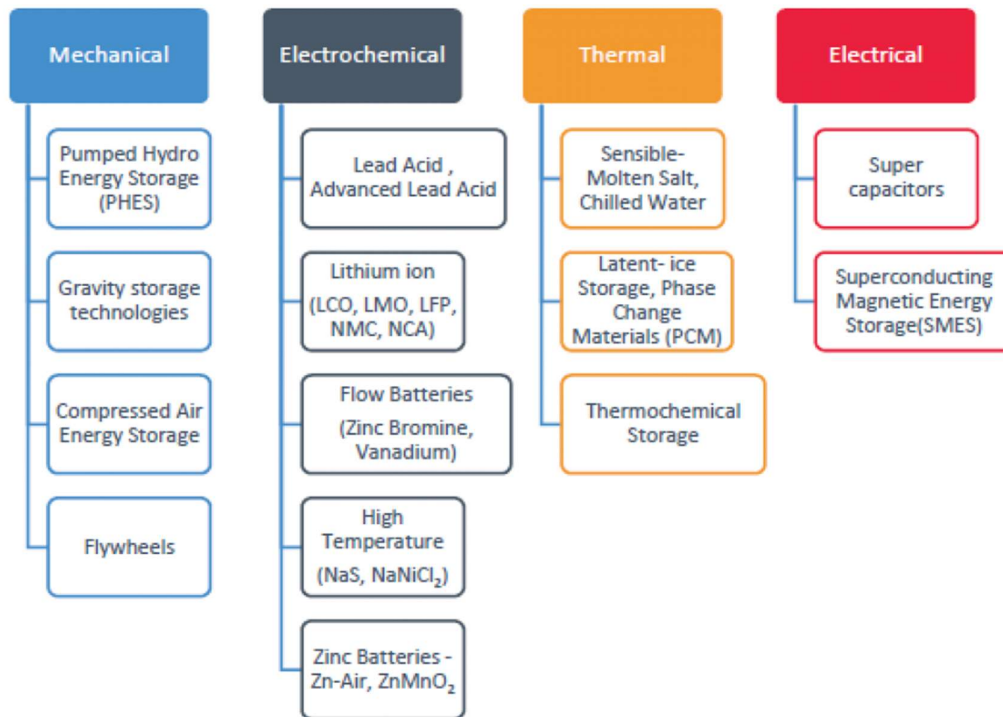 Mechanical
Pumped Hydro
Energy Storage
(PHES)
Gravity storage
technologies
Compressed Air
Energy Storage
Flywheels
Electrochemical
Lead Acid ,
Advanced Lead Acid
Lithium ion
(LCO, LMO, LFP,
NMC, NCA)
Flow Batteries
(Zinc Bromine,
Vanadium)
High
Temperature
(NaS, NaNiCl₂)
Zinc Batteries -
Zn-Air, ZnMnO₂
Thermal
Sensible-
Molten Salt,
Chilled Water
Latent- ice
Storage, Phase
Change
Materials (PCM)
Thermochemical
Storage
Electrical
Super
capacitors
Superconducting
Magnetic Energy
Storage(SMES)